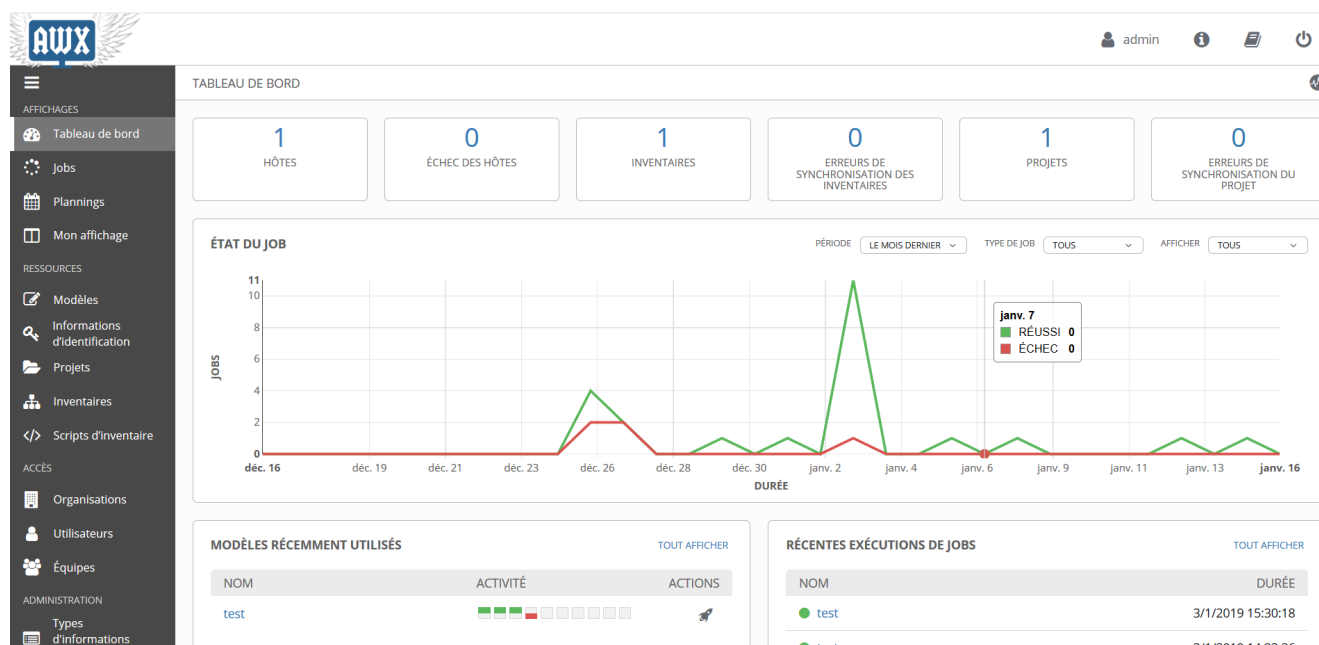 AWX
admin
TABLEAU DE BORD
AFFICHAGES
Tableau de bord
Jobs
Plannings
Mon affichage
RESSOURCES
Modèles
Informations
d'identification
Projets
Inventaires
Scripts d'inventaire
ACCÈS
Organisations
Utilisateurs
Équipes
ADMINISTRATION
Types
d'informations
1
HÔTES
0
ÉCHEC DES HÔTES
1
INVENTAIRES
0
ERREURS DE
SYNCHRONISATION DES
INVENTAIRES
1
PROJETS
0
ERREURS DE
SYNCHRONISATION DU
PROJET
ÉTAT DU JOB
PÉRIODE LE MOIS DERNIER TYPE DE JOB TOUS AFFICHER TOUS
JOBS
11
10
8
6
4
2
0
janv. 7
RÉUSSI 0
ÉCHEC 0
déc. 16 déc. 19 déc. 21 déc. 23 déc. 26 déc. 28 déc. 30 janv. 2 janv. 4 janv. 6 janv. 9 janv. 11 janv. 13 janv. 16
DURÉE
MODÈLES RÉCEMMENT UTILISÉS TOUT AFFICHER
NOM ACTIVITÉ ACTIONS
test
RÉCENTES EXÉCUTIONS DE JOBS TOUT AFFICHER
NOM DURÉE
test 3/1/2019 15:30:18